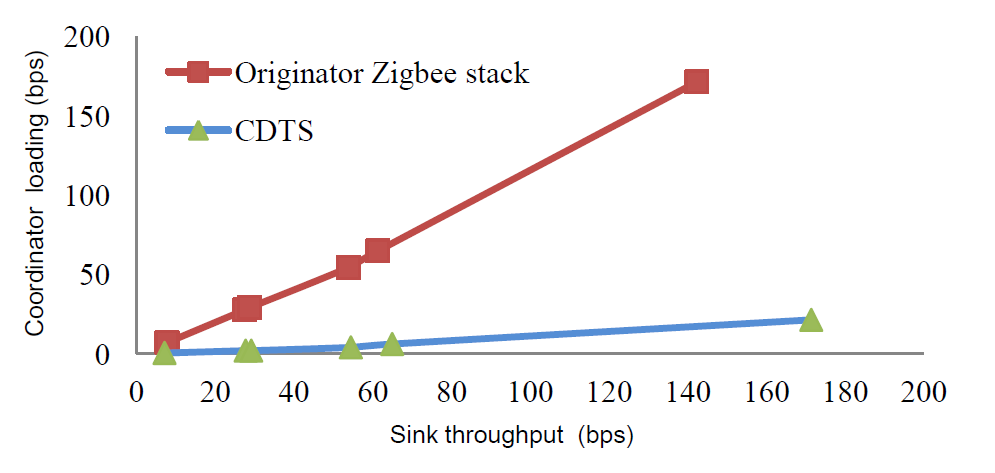 200
150
100
50
0
Coordinator loading (bps)
Originator Zigbee stack
CDTS
0 20 40 60 80 100 120 140 160 180 200
Sink throughput (bps)